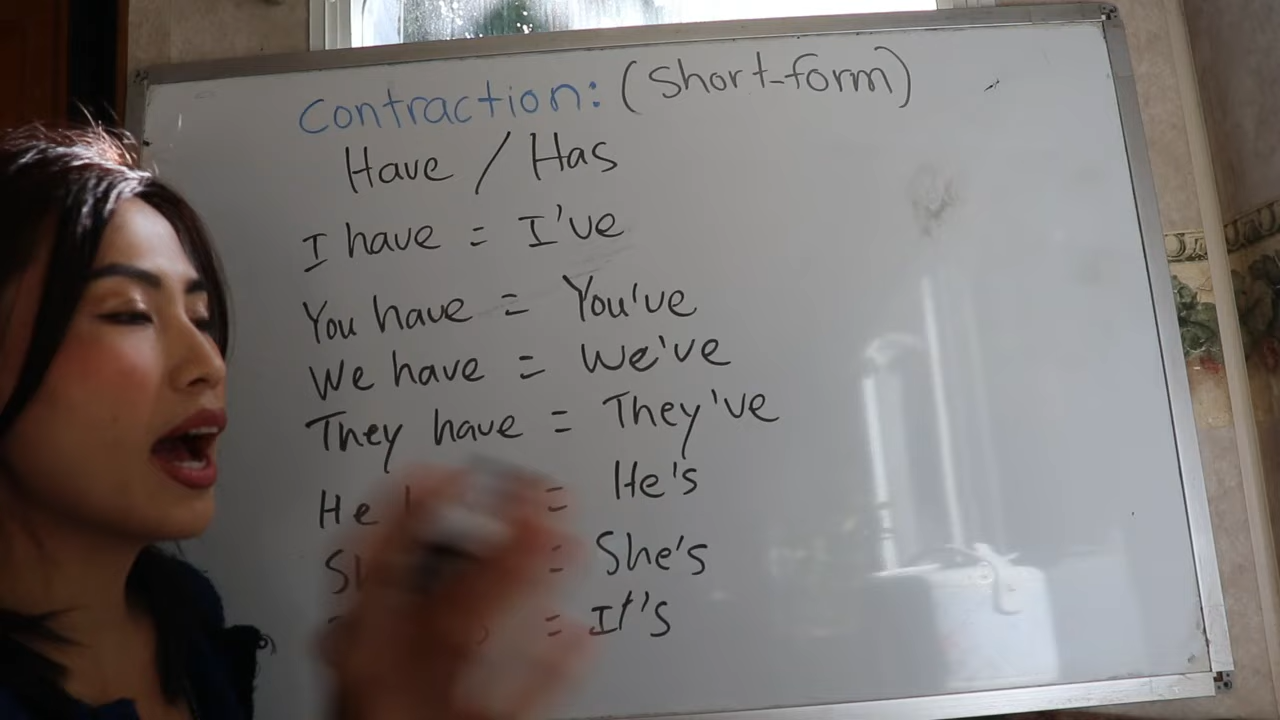 Contraction: (Short-form)
Have / Has
I have = I've
You have = You've
We have = We've
They have = They've
He = He's
= She's
= It's